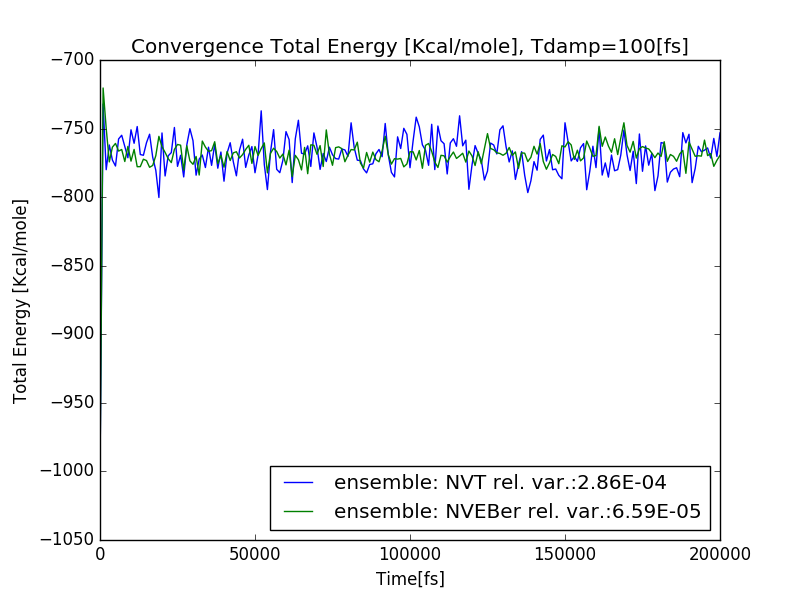 Convergence Total Energy [Kcal/mole], Tdamp=100[fs]
−700
−750
−800
−850
−900
−950
−1000
−1050
Total Energy [Kcal/mole]
ensemble: NVT rel. var.:2.86E-04
ensemble: NVEBer rel. var.:6.59E-05
0 50000 100000 150000 200000
Time[fs]